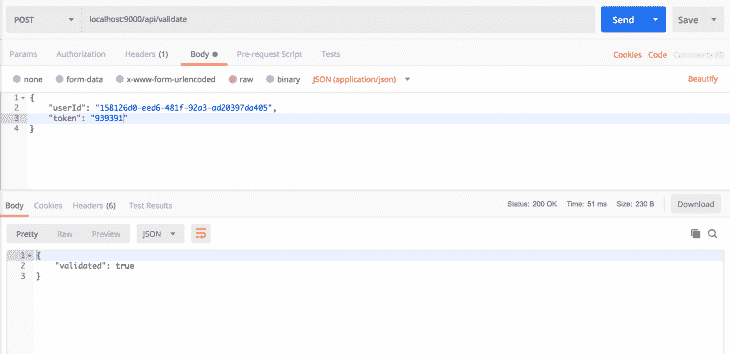 POST localhost:9000/api/validate Send Save
Params Authorization Headers (1) Body Pre-request Script Tests Cookies Code Comments (0)
none form-data x-www-form-urlencoded raw binary JSON (application/json) Beautify
1 {
2 "userId": "158126d0-eed6-481f-92a3-ad20397da405",
3 "token": "939391"
4 }
Body Cookies Headers (6) Test Results Status: 200 OK Time: 51 ms Size: 230 B Download
Pretty Raw Preview JSON
1 {
2 "validated": true
3 }